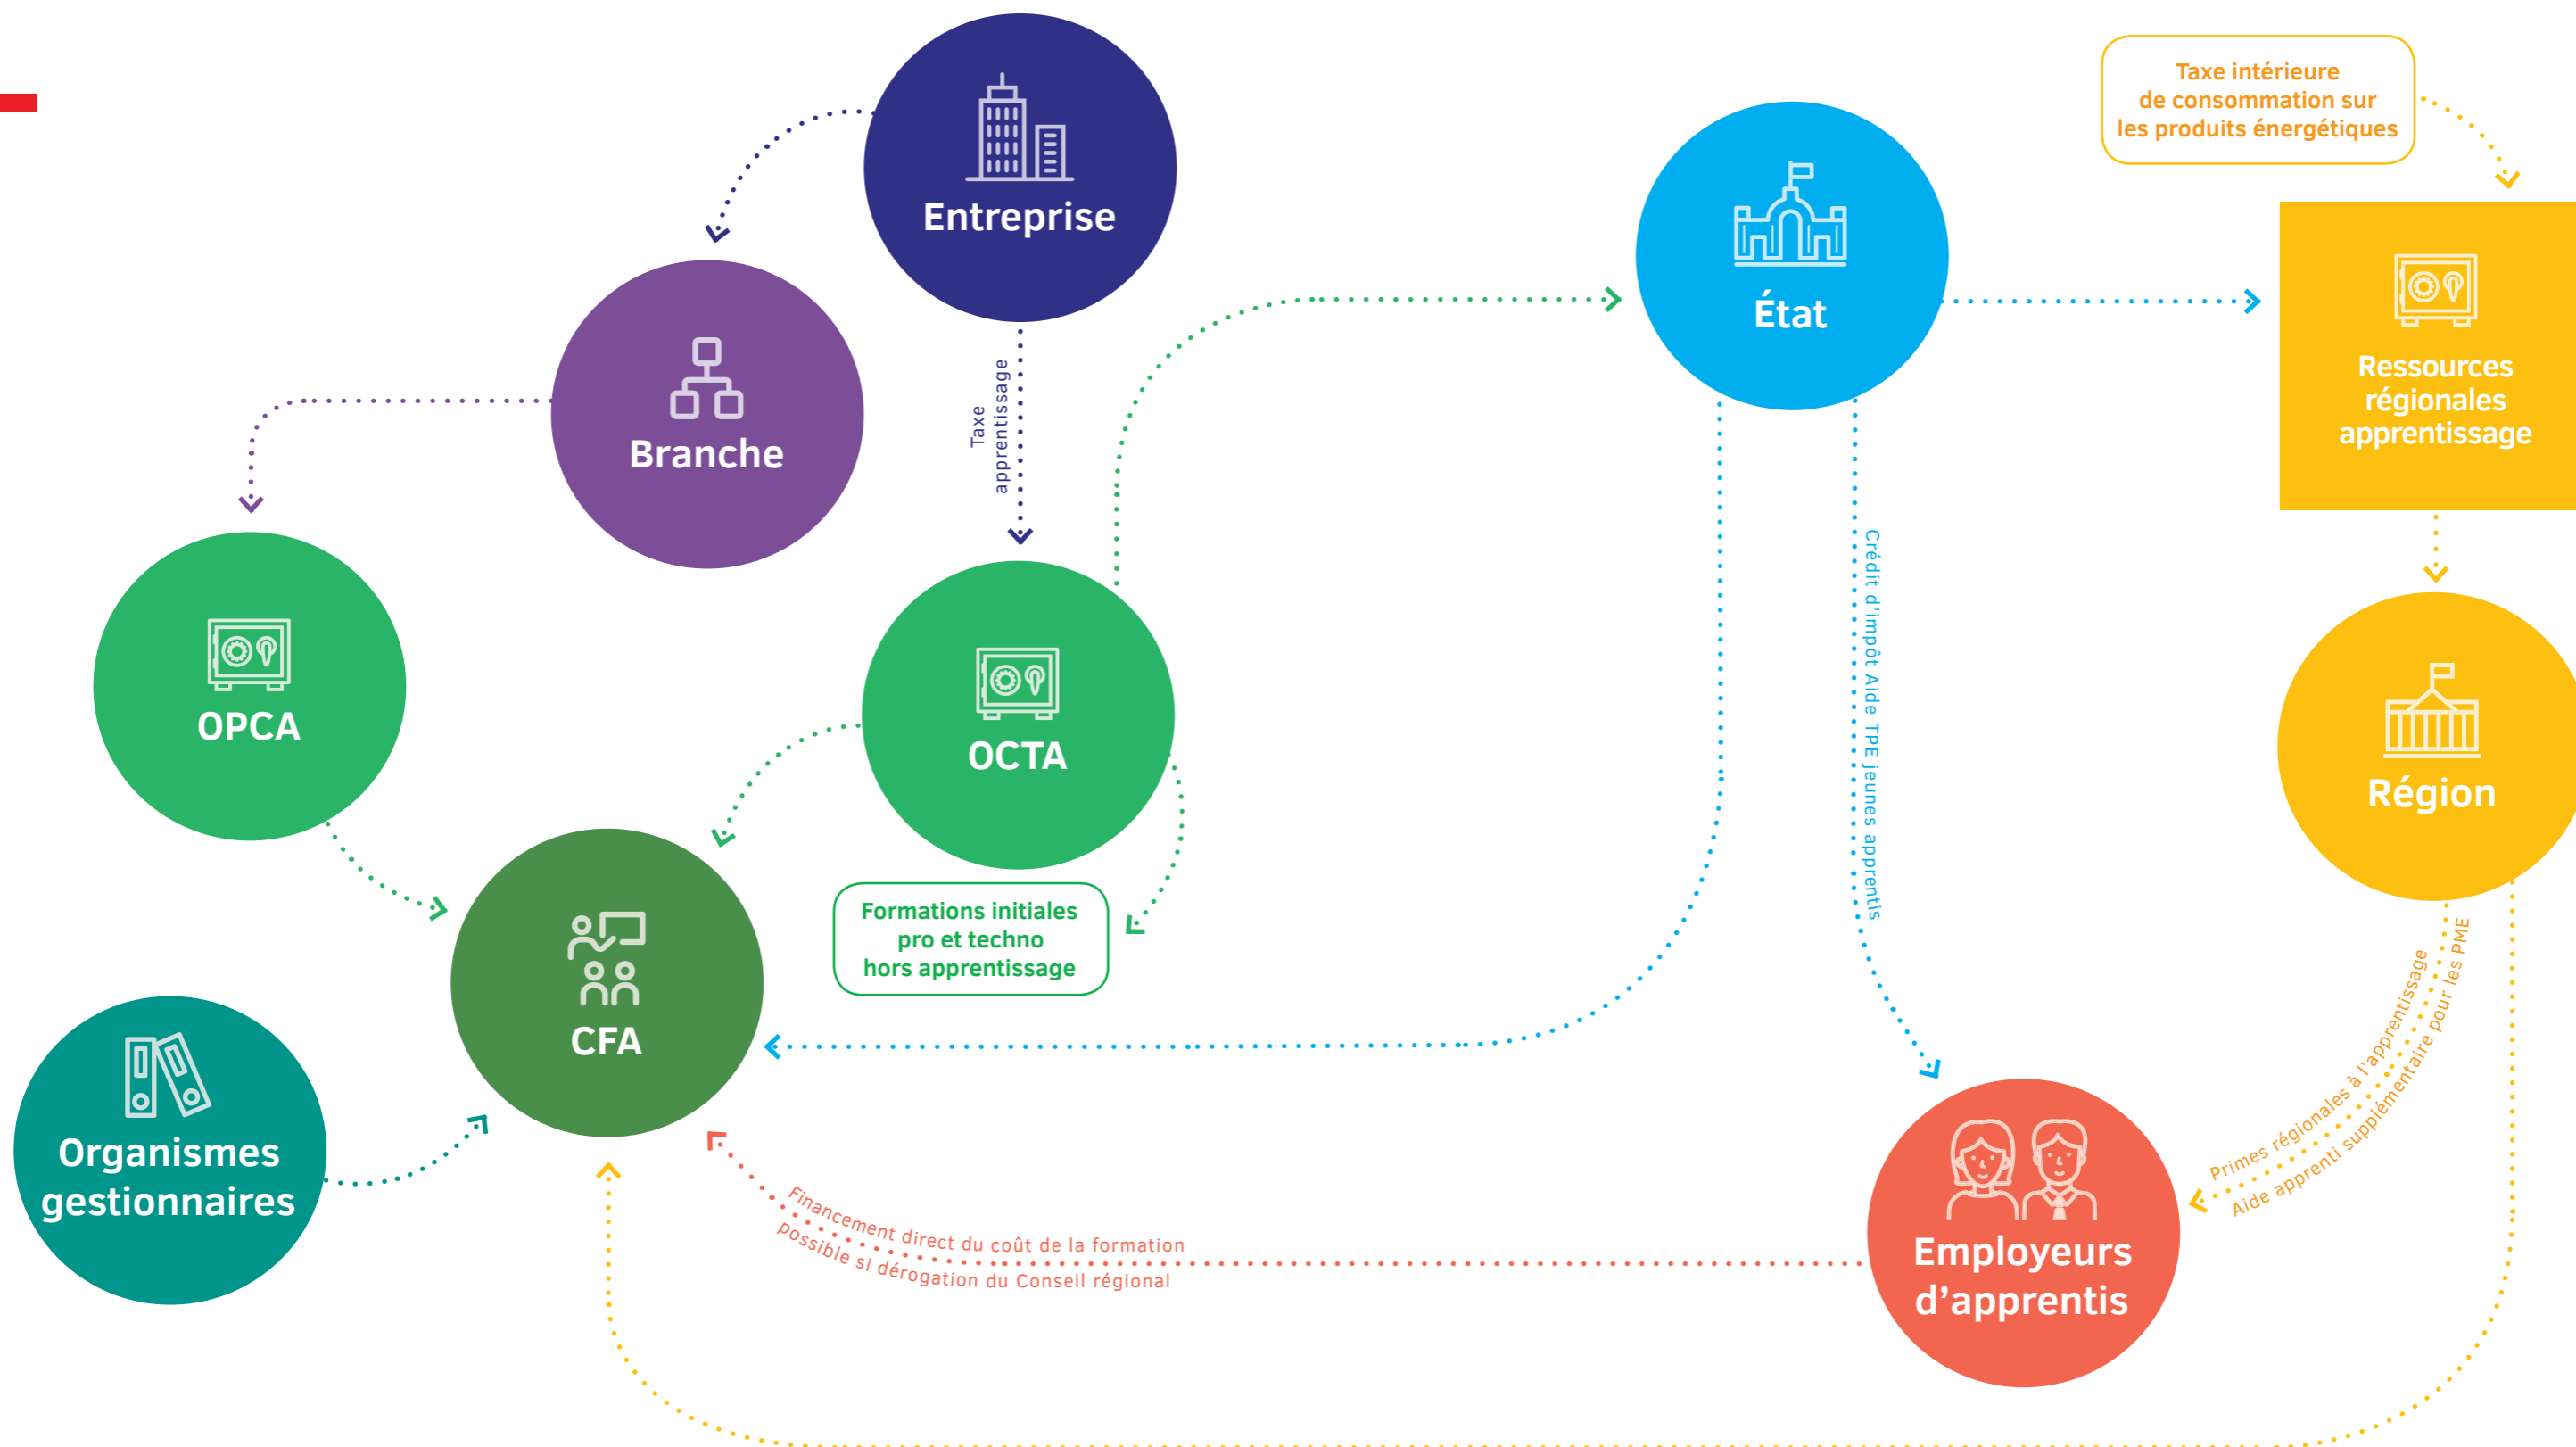 Entreprise
Taxe intérieure
de consommation sur
les produits énergétiques
État
Ressources
régionales
apprentissage
Branche
Taxe
apprentissage
OPCA
OCTA
Crédit d'impôt Aide TPE jeunes apprentis
Région
Formations initiales
pro et techno
hors apprentissage
CFA
Organismes
gestionnaires
Primes régionales à l'apprentissage
Aide apprenti supplémentaire pour les PME
Financement direct du coût de la formation
possible si dérogation du Conseil régional
Employeurs
d'apprentis